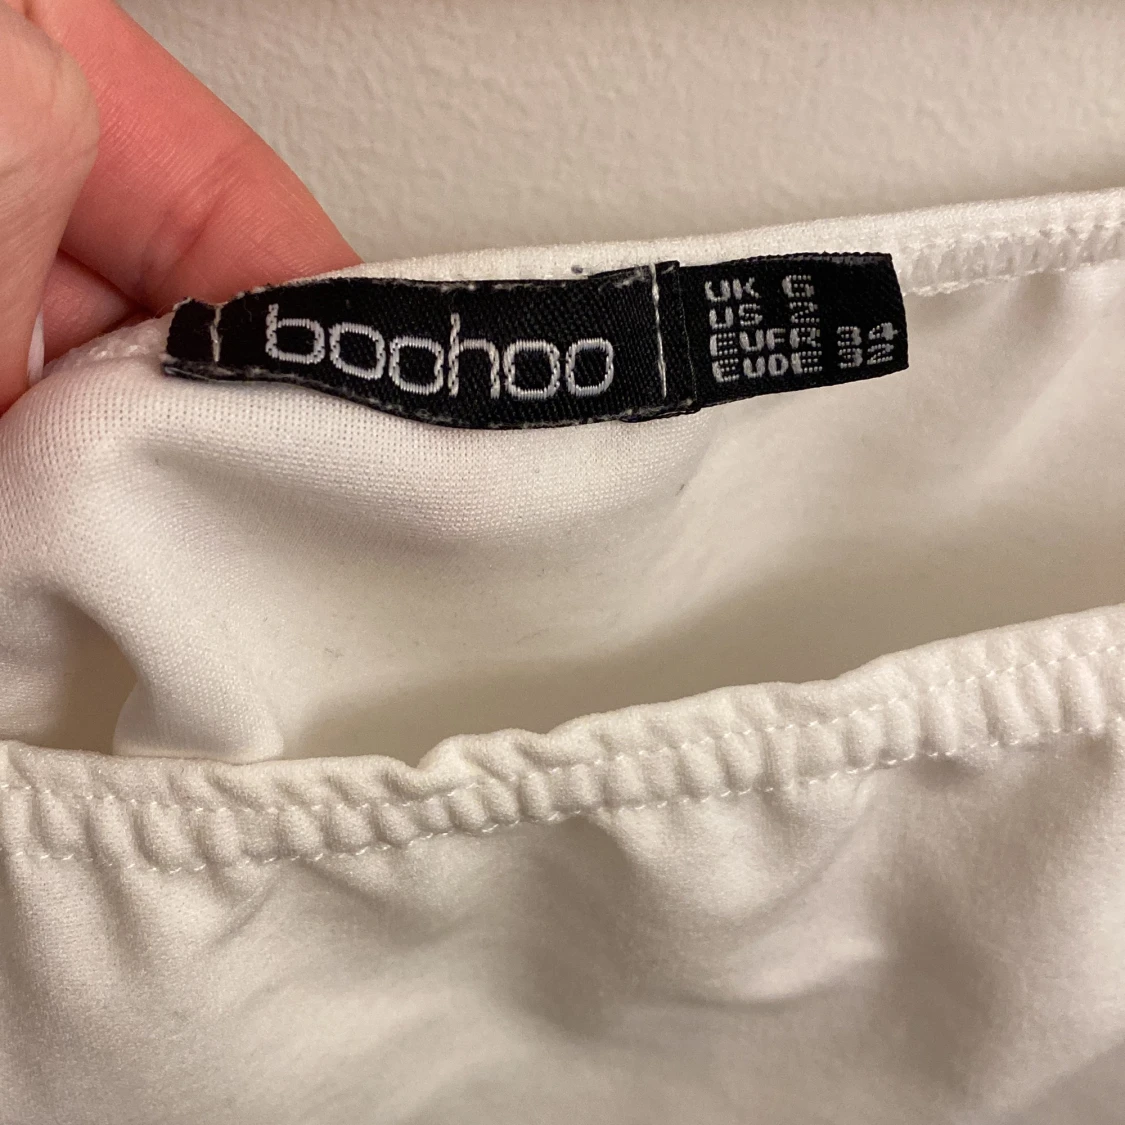 boohoo
UK 6
US 2
EUFR 34
EUDE 32